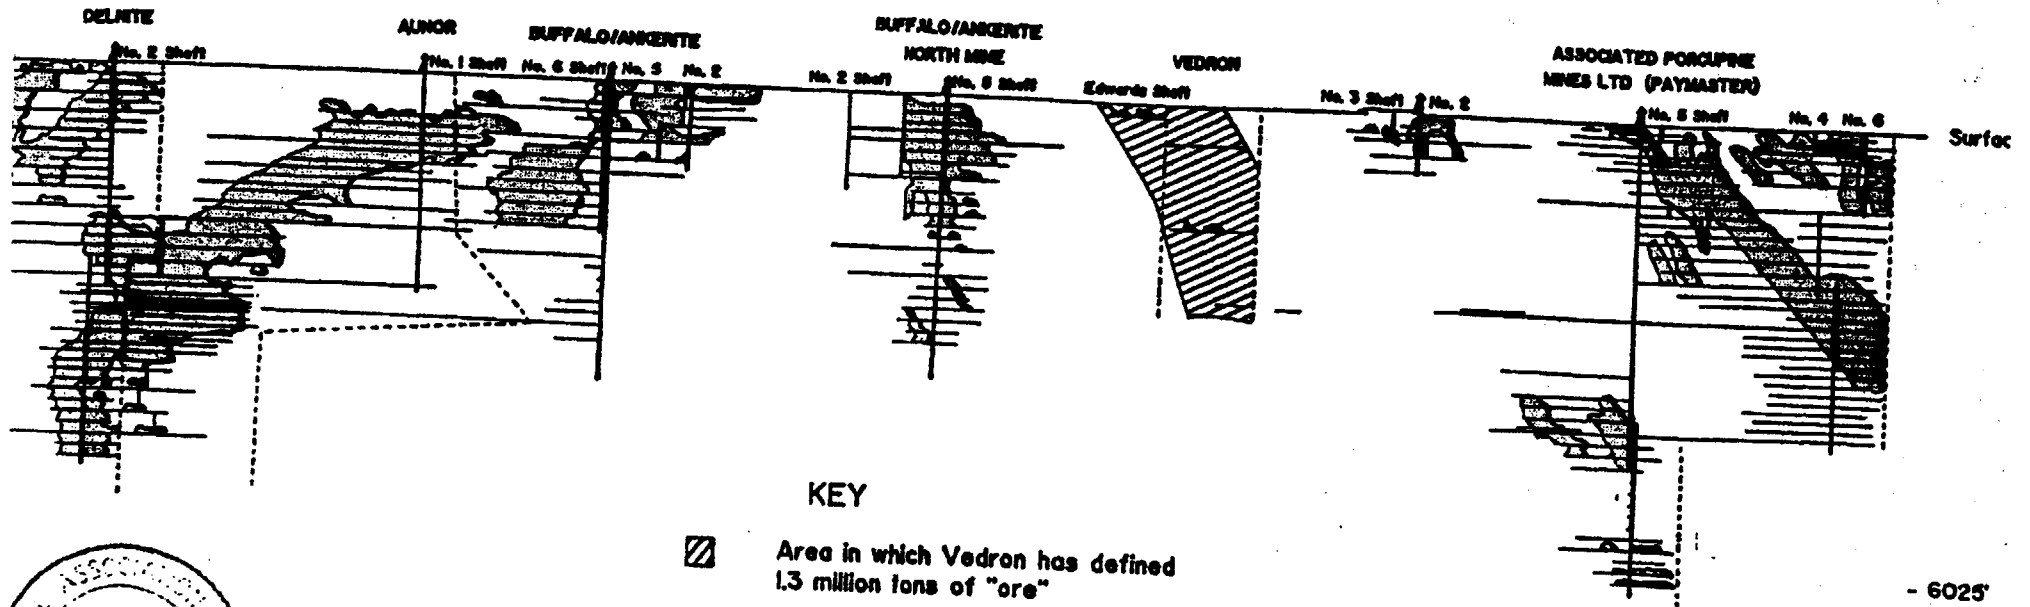 DELNITE
AUNOR
BUFFALO/ANKERITE
BUFFALO/ANKERITE
NORTH MINE
VEDRON
ASSOCIATED PORCUPINE
MINES LTD (PAYMASTER)
No. 2 Shaft
No. 1 Shaft
No. 6 Shaft
No. 5
No. 2
No. 2 Shaft
No. 5 Shaft
Edwards Shaft
No. 3 Shaft
No. 2
No. 5 Shaft
No. 4
No. 6
Surfac
KEY
Area in which Vedron has defined
1.3 million tons of "ore"
- 6025'